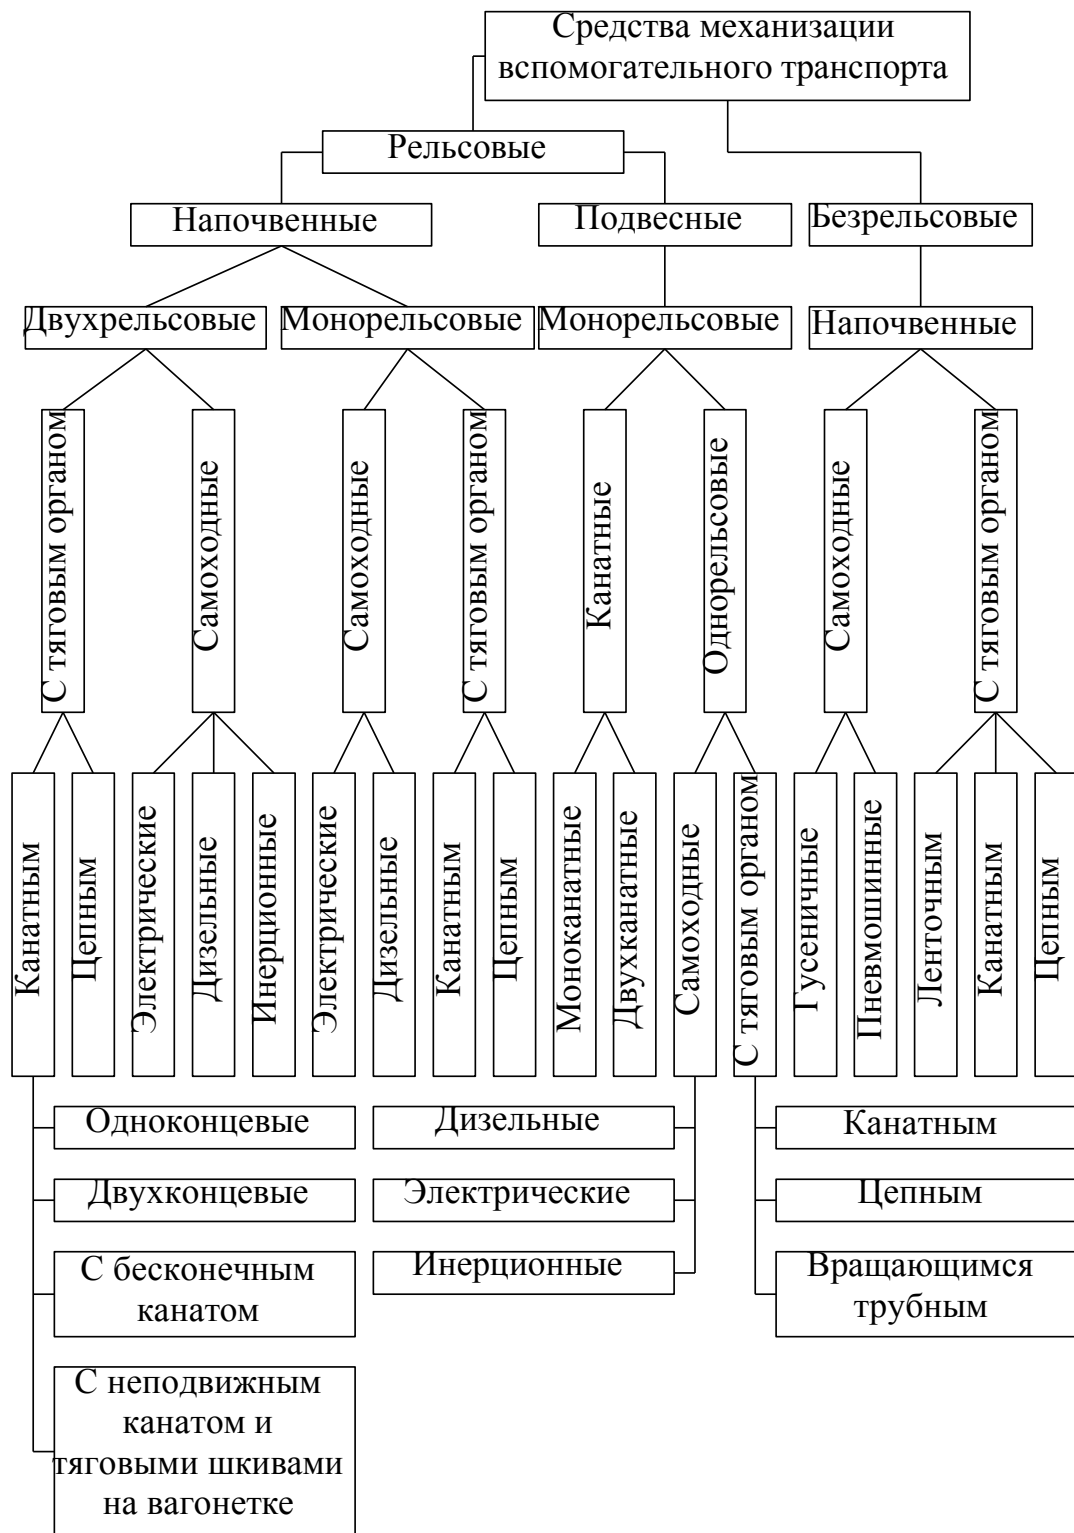 Средства механизации
вспомогательного транспорта
Рельсовые
Напочвенные
Подвесные
Безрельсовые
Двухрельсовые
Монорельсовые
Монорельсовые
Напочвенные
С тяговым органом
Самоходные
Самоходные
С тяговым органом
Канатные
Однорельсовые
Самоходные
С тяговым органом
Канатным
Цепным
Электрические
Дизельные
Инерционные
Электрические
Дизельные
Канатным
Цепным
Моноканатные
Двухканатные
Самоходные
С тяговым органом
Гусеничные
Пневмошинные
Ленточным
Канатным
Цепным
Одноконцевые
Двухконцевые
С бесконечным
канатом
С неподвижным
канатом и
тяговыми шкивами
на вагонетке
Дизельные
Электрические
Инерционные
Канатным
Цепным
Вращающимся
трубным